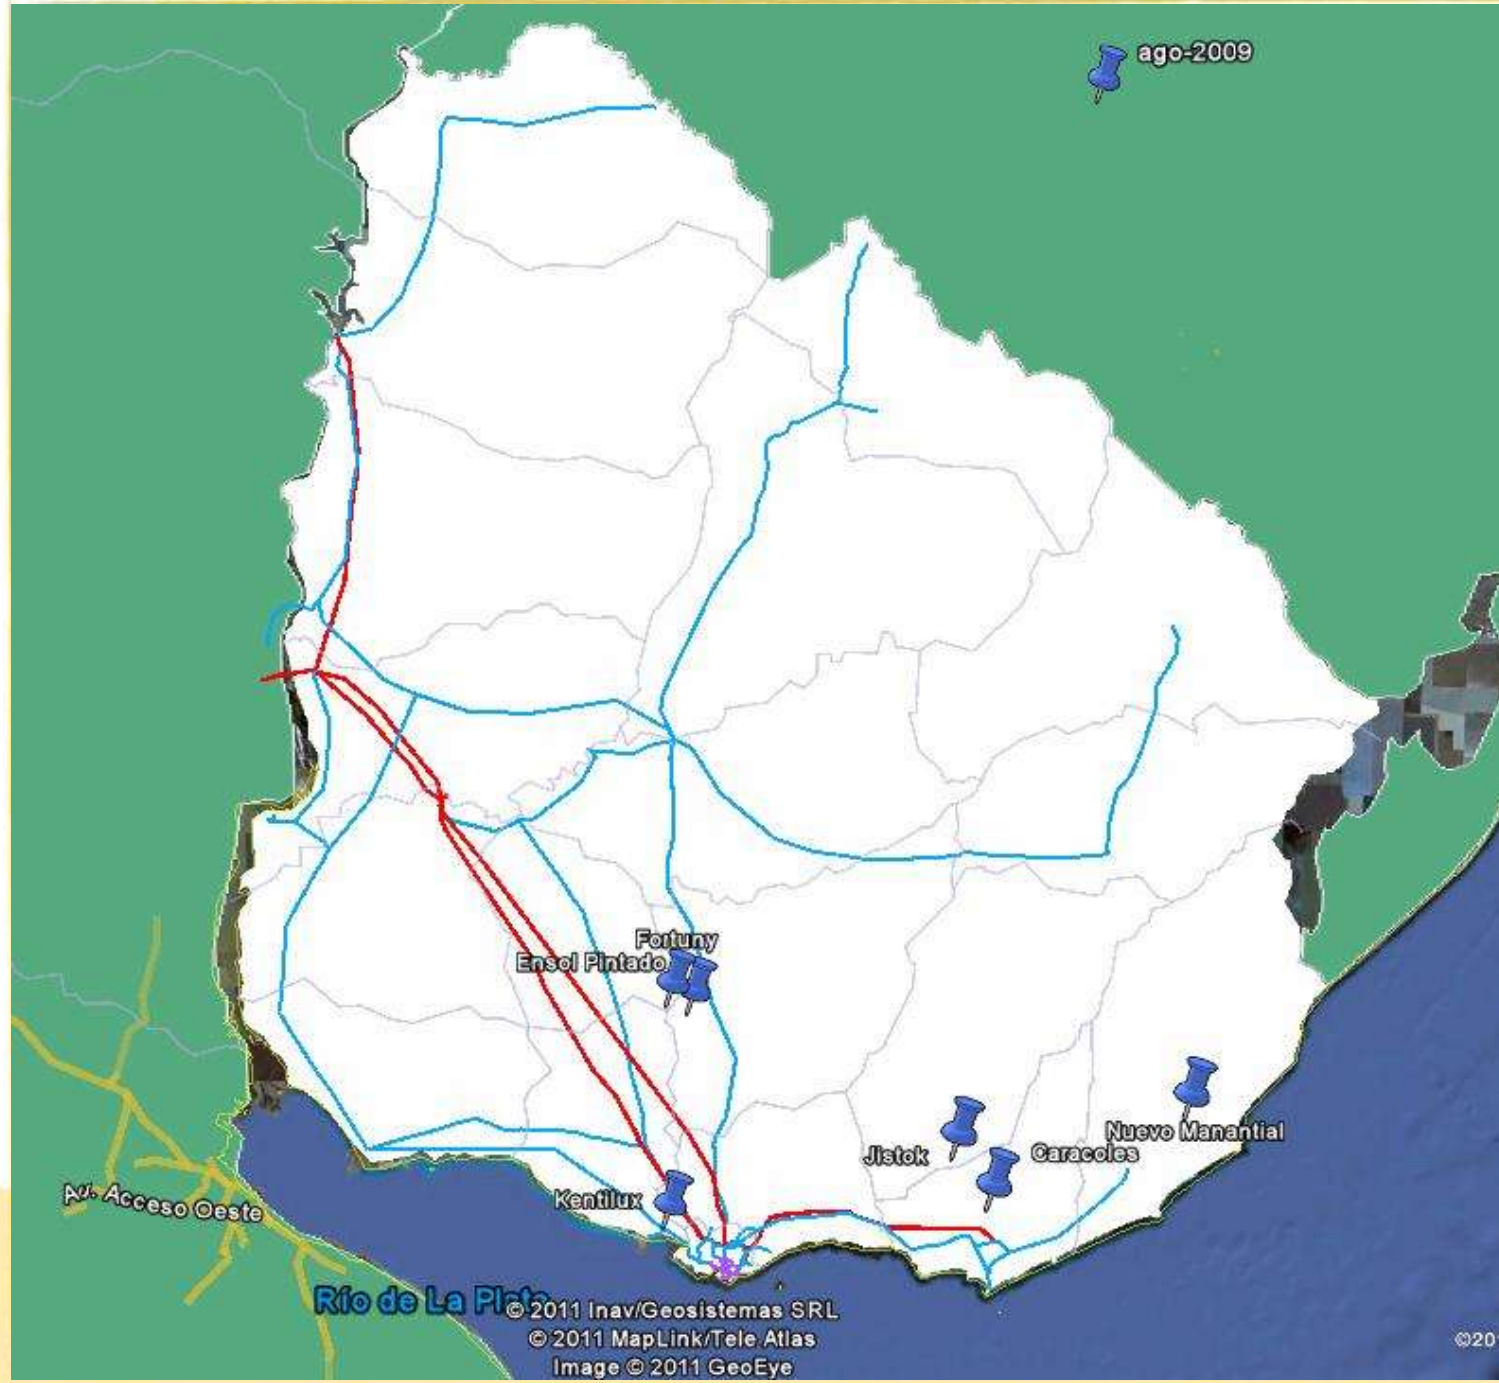 ago-2009
Fortuny
Ensol Pintado
Nuevo Manantial
Jistok
Caracoles
Kentilux
Av. Acceso Oeste
Río de La Plata
© 2011 Inav/Geosistemas SRL
© 2011 MapLink/Tele Atlas
Image © 2011 GeoEye
©20